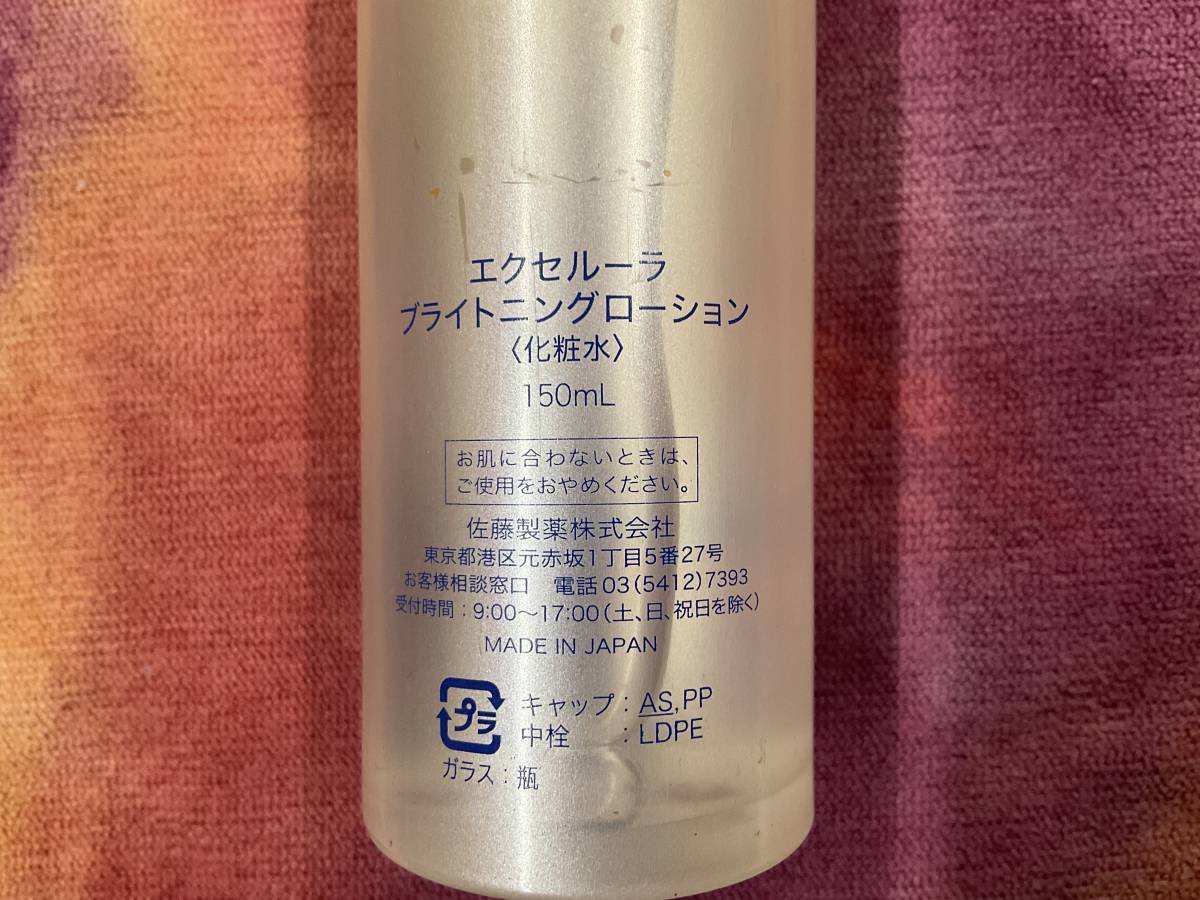 エクセルーラ
ブライトニングローション
〈化粧水〉
150mL
お肌に合わないときは、
ご使用をおやめください。
佐藤製薬株式会社
東京都港区元赤坂1丁目5番27号
お客様相談窓口　電話03(5412)7393
受付時間：9:00〜17:00(土、日、祝日を除く)
MADE IN JAPAN
プラ キャップ：AS,PP
中栓　　：LDPE
ガラス：瓶